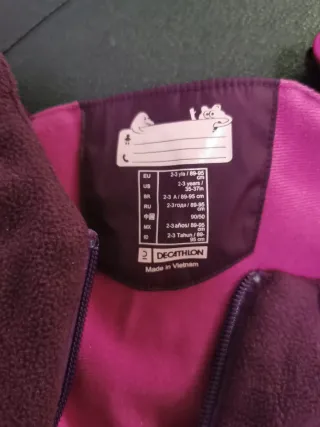 EU 2-3 yrs / 89-95 cm
US 2-3 years / 35-37in
BR 2-3 A / 89-95 cm
RU 2-3года / 89-95 cm
中国 90/50
MX 2-3 años/ 89-95 cm
ID 2-3 Tahun / 89-95 cm
2 DECATHLON
Made in Vietnam